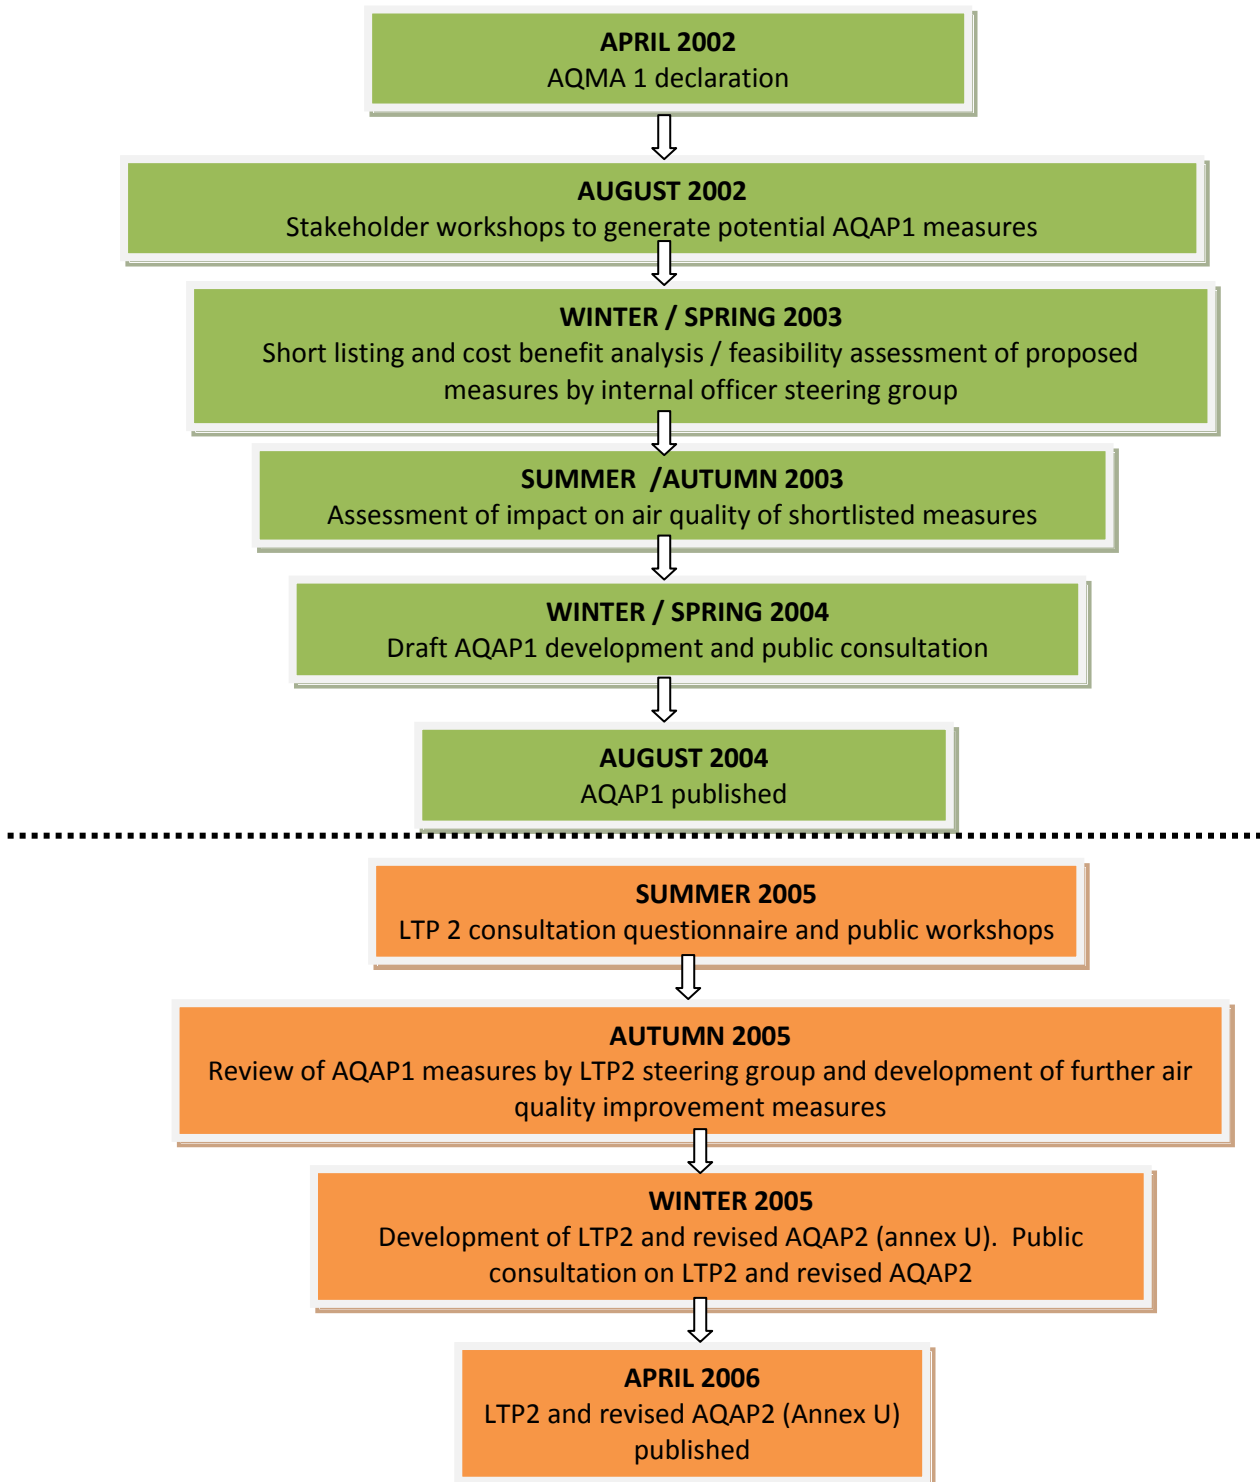 APRIL 2002
AQMA 1 declaration
AUGUST 2002
Stakeholder workshops to generate potential AQAP1 measures
WINTER / SPRING 2003
Short listing and cost benefit analysis / feasibility assessment of proposed
measures by internal officer steering group
SUMMER /AUTUMN 2003
Assessment of impact on air quality of shortlisted measures
WINTER / SPRING 2004
Draft AQAP1 development and public consultation
AUGUST 2004
AQAP1 published
SUMMER 2005
LTP 2 consultation questionnaire and public workshops
AUTUMN 2005
Review of AQAP1 measures by LTP2 steering group and development of further air
quality improvement measures
WINTER 2005
Development of LTP2 and revised AQAP2 (annex U). Public
consultation on LTP2 and revised AQAP2
APRIL 2006
LTP2 and revised AQAP2 (Annex U)
published